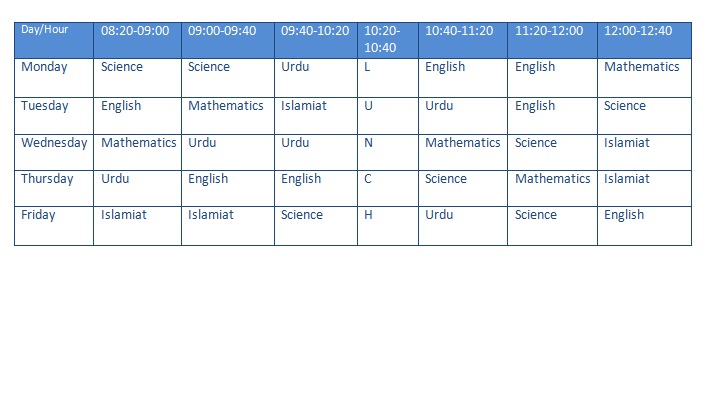 Day/Hour 08:20-09:00 09:00-09:40 09:40-10:20 10:20-10:40 10:40-11:20 11:20-12:00 12:00-12:40
Monday Science Science Urdu L English English Mathematics
Tuesday English Mathematics Islamiat U Urdu English Science
Wednesday Mathematics Urdu Urdu N Mathematics Science Islamiat
Thursday Urdu English English C Science Mathematics Islamiat
Friday Islamiat Islamiat Science H Urdu Science English